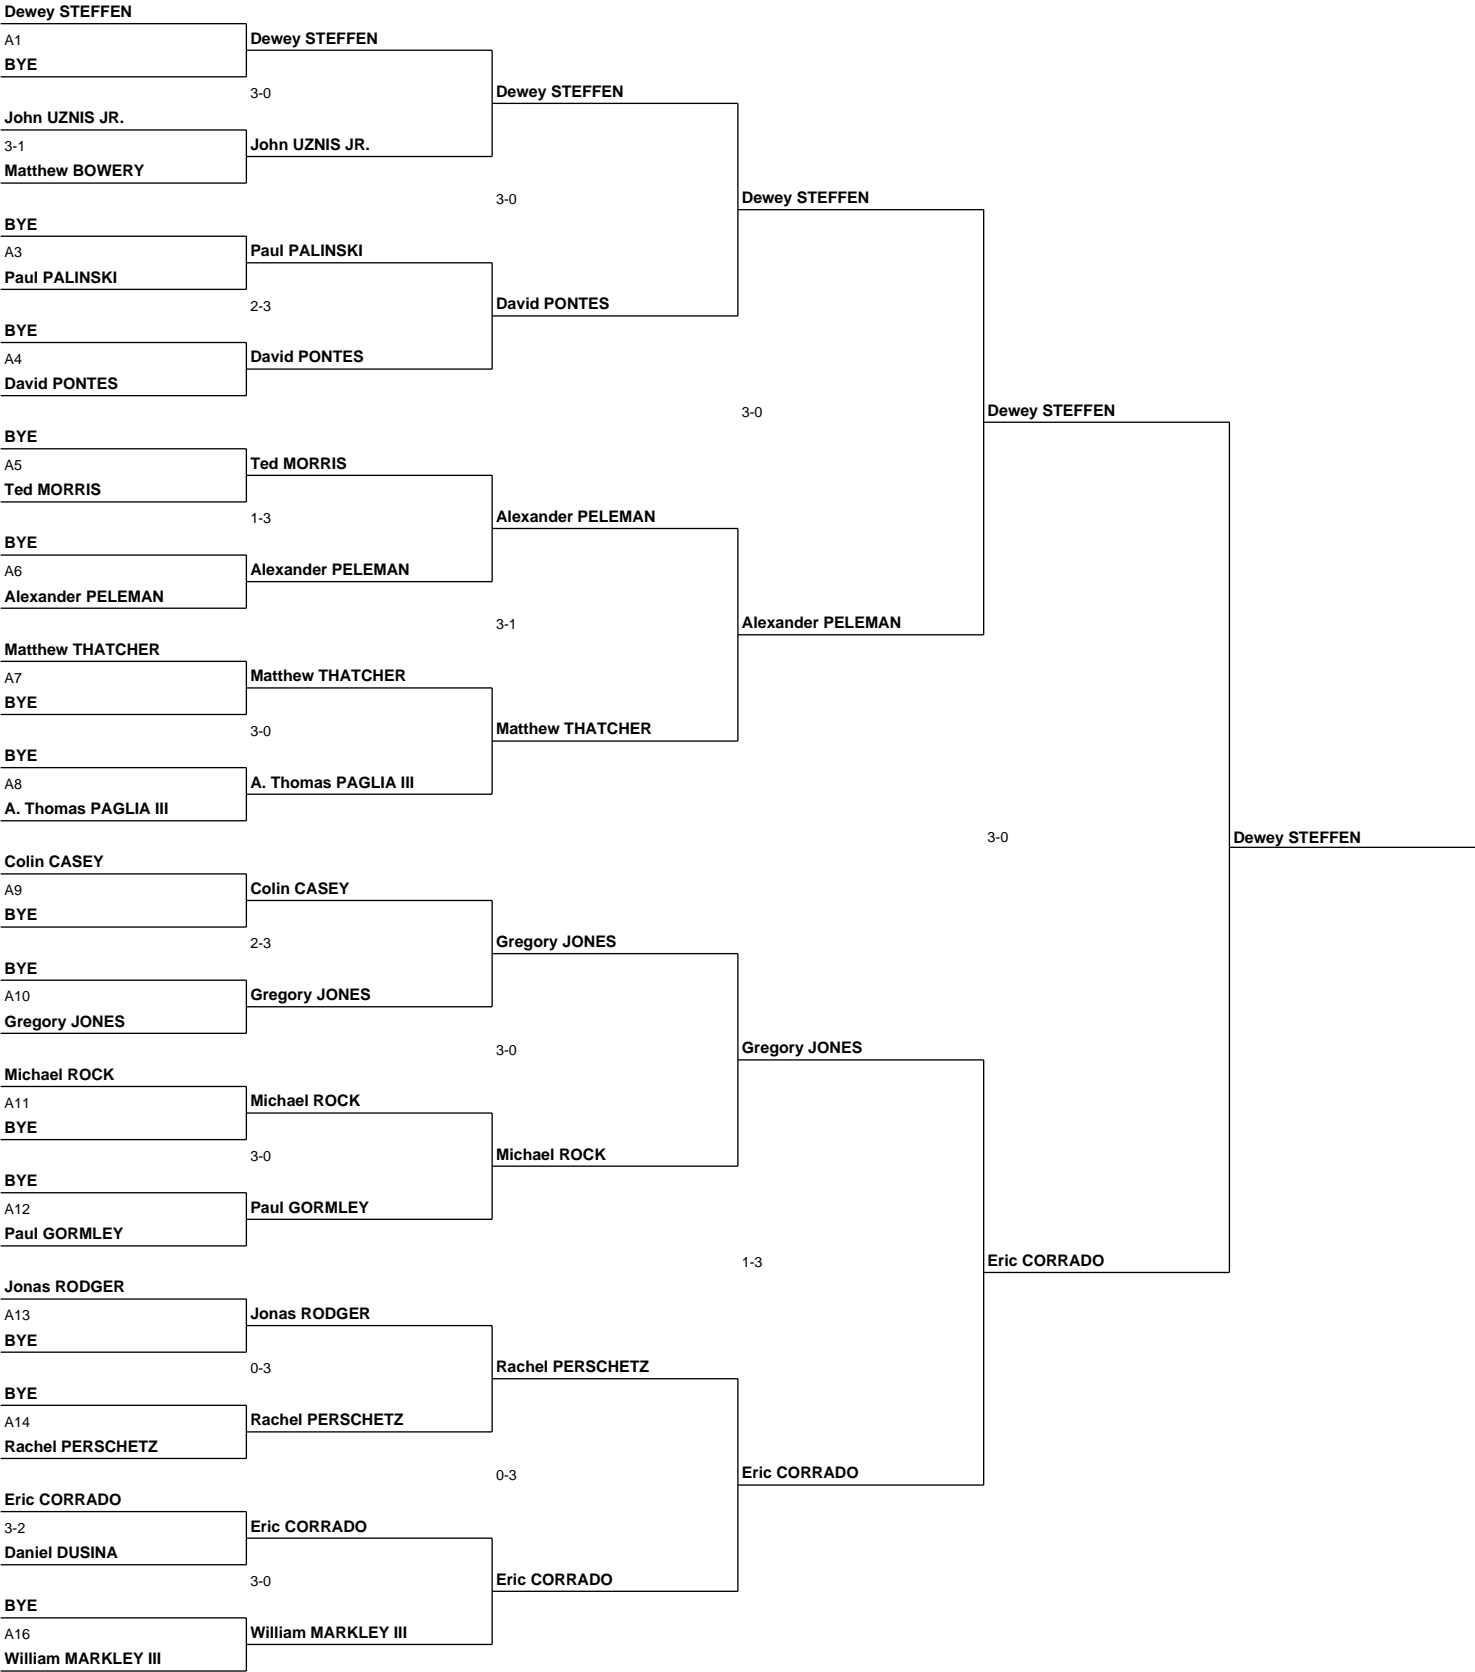 Dewey STEFFEN
A1
Dewey STEFFEN
BYE
3-0
Dewey STEFFEN
John UZNIS JR.
3-1
John UZNIS JR.
Matthew BOWERY
3-0
Dewey STEFFEN
BYE
A3
Paul PALINSKI
Paul PALINSKI
2-3
David PONTES
BYE
A4
David PONTES
David PONTES
3-0
Dewey STEFFEN
BYE
A5
Ted MORRIS
Ted MORRIS
1-3
Alexander PELEMAN
BYE
A6
Alexander PELEMAN
Alexander PELEMAN
3-1
Alexander PELEMAN
Matthew THATCHER
A7
Matthew THATCHER
BYE
3-0
Matthew THATCHER
BYE
A8
A. Thomas PAGLIA III
A. Thomas PAGLIA III
3-0
Dewey STEFFEN
Colin CASEY
A9
Colin CASEY
BYE
2-3
Gregory JONES
BYE
A10
Gregory JONES
Gregory JONES
3-0
Gregory JONES
Michael ROCK
A11
Michael ROCK
BYE
3-0
Michael ROCK
BYE
A12
Paul GORMLEY
Paul GORMLEY
1-3
Eric CORRADO
Jonas RODGER
A13
Jonas RODGER
BYE
0-3
Rachel PERSCHETZ
BYE
A14
Rachel PERSCHETZ
Rachel PERSCHETZ
0-3
Eric CORRADO
Eric CORRADO
3-2
Eric CORRADO
Daniel DUSINA
3-0
Eric CORRADO
BYE
A16
William MARKLEY III
William MARKLEY III